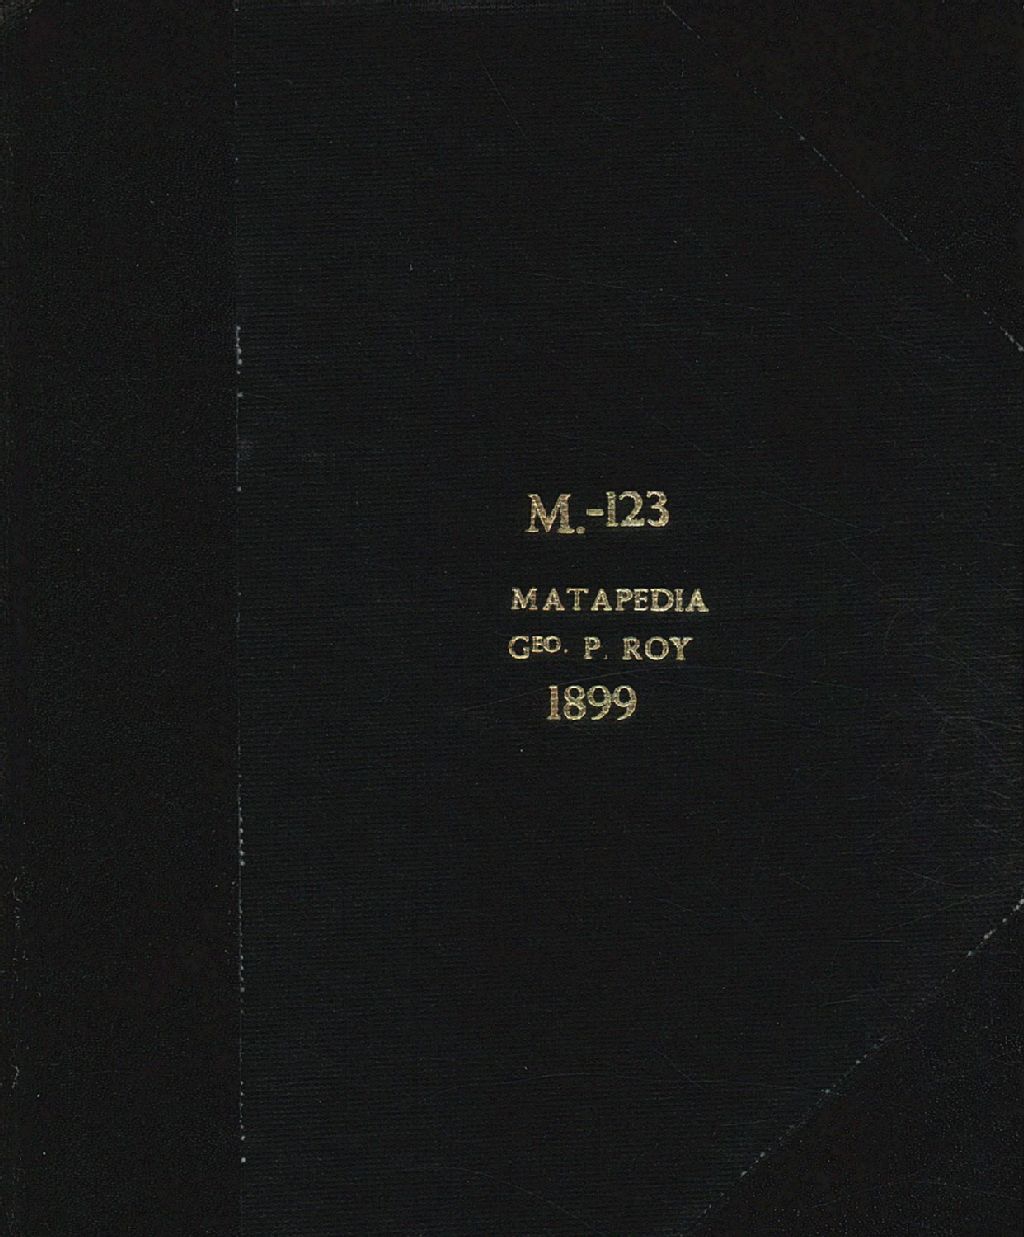 M.-123
MATAPEDIA
GEO. P. ROY
1899